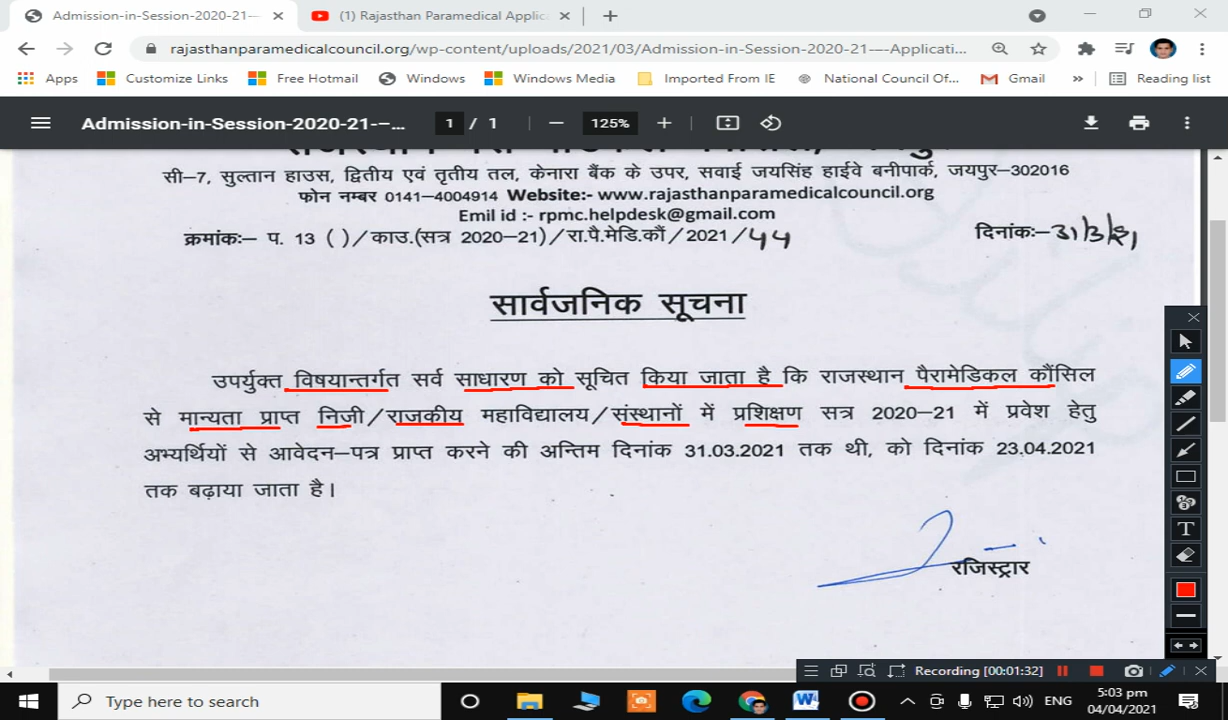 Admission-in-Session-2020-21-—
(1) Rajasthan Paramedical Applica
rajasthanparamedicalcouncil.org/wp-content/uploads/2021/03/Admission-in-Session-2020-21-—-Applicati...
Apps Customize Links Free Hotmail Windows Windows Media Imported From IE National Council Of... Gmail » Reading list
Admission-in-Session-2020-21-–... 1 / 1 125%
सी-7, सुल्तान हाउस, द्वितीय एवं तृतीय तल, केनारा बैंक के उपर, सवाई जयसिंह हाईवे बनीपार्क, जयपुर-302016
फोन नम्बर 0141-4004914 Website:- www.rajasthanparamedicalcouncil.org
Emil id :- rpmc.helpdesk@gmail.com
क्रमांकः- प. 13 ( )/काउ.(सत्र 2020-21)/रा.पै.मेडि.कौं/2021/44 दिनांकः-31/3/21
सार्वजनिक सूचना
उपर्युक्त विषयान्तर्गत सर्व साधारण को सूचित किया जाता है कि राजस्थान पैरामेडिकल कौंसिल
से मान्यता प्राप्त निजी/राजकीय महाविद्यालय/संस्थानों में प्रशिक्षण सत्र 2020-21 में प्रवेश हेतु
अभ्यर्थियों से आवेदन-पत्र प्राप्त करने की अन्तिम दिनांक 31.03.2021 तक थी, को दिनांक 23.04.2021
तक बढ़ाया जाता है।
रजिस्ट्रार
T
Recording [00:01:32]
Type here to search
ENG
5:03 pm
04/04/2021